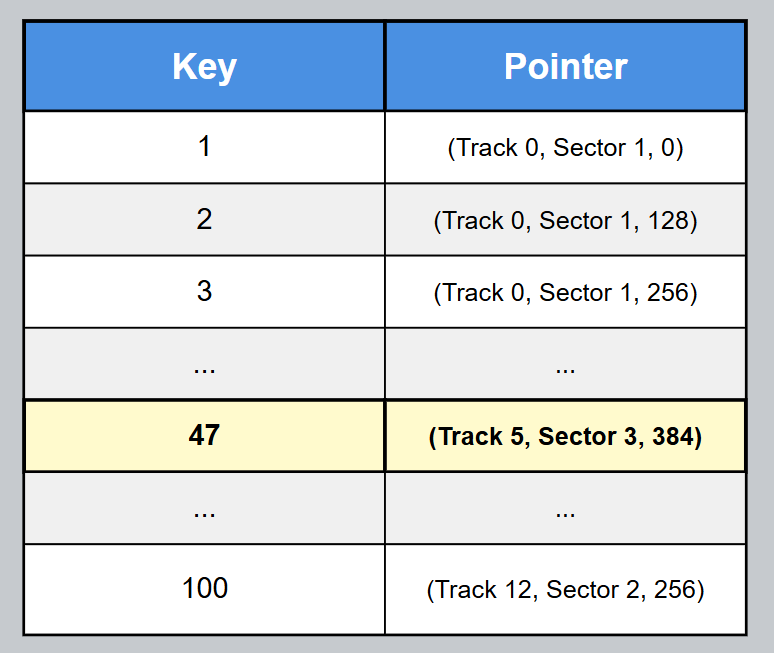 Key Pointer
1 (Track 0, Sector 1, 0)
2 (Track 0, Sector 1, 128)
3 (Track 0, Sector 1, 256)
... ...
47 (Track 5, Sector 3, 384)
... ...
100 (Track 12, Sector 2, 256)